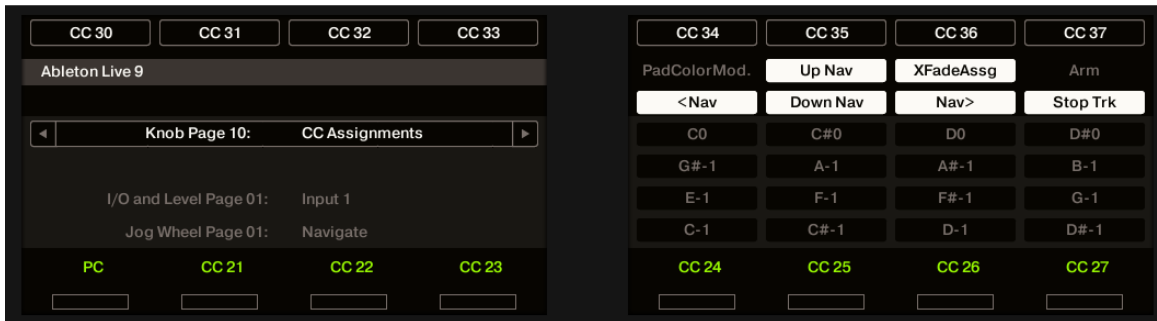 CC 30 CC 31 CC 32 CC 33 CC 34 CC 35 CC 36 CC 37
Ableton Live 9 PadColorMod. Up Nav XFadeAssg Arm
<Nav Down Nav Nav> Stop Trk
Knob Page 10: CC Assignments C0 C#0 D0 D#0
G#-1 A-1 A#-1 B-1
I/O and Level Page 01: Input 1 E-1 F-1 F#-1 G-1
Jog Wheel Page 01: Navigate C-1 C#-1 D-1 D#-1
PC CC 21 CC 22 CC 23 CC 24 CC 25 CC 26 CC 27